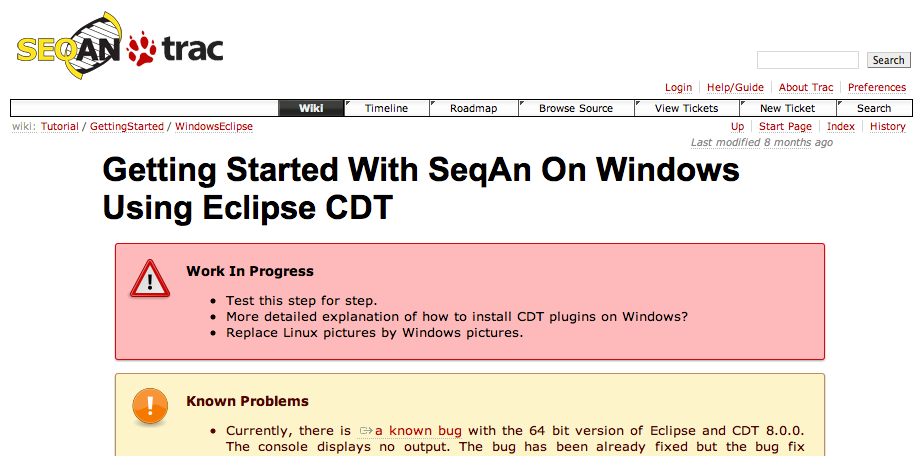 SEQAN trac
Search
Login Help/Guide About Trac Preferences
Wiki Timeline Roadmap Browse Source View Tickets New Ticket Search
wiki: Tutorial / GettingStarted / WindowsEclipse Up Start Page Index History
Last modified 8 months ago
Getting Started With SeqAn On Windows
Using Eclipse CDT
Work In Progress
• Test this step for step.
• More detailed explanation of how to install CDT plugins on Windows?
• Replace Linux pictures by Windows pictures.
Known Problems
• Currently, there is a known bug with the 64 bit version of Eclipse and CDT 8.0.0.
The console displays no output. The bug has been already fixed but the bug fix